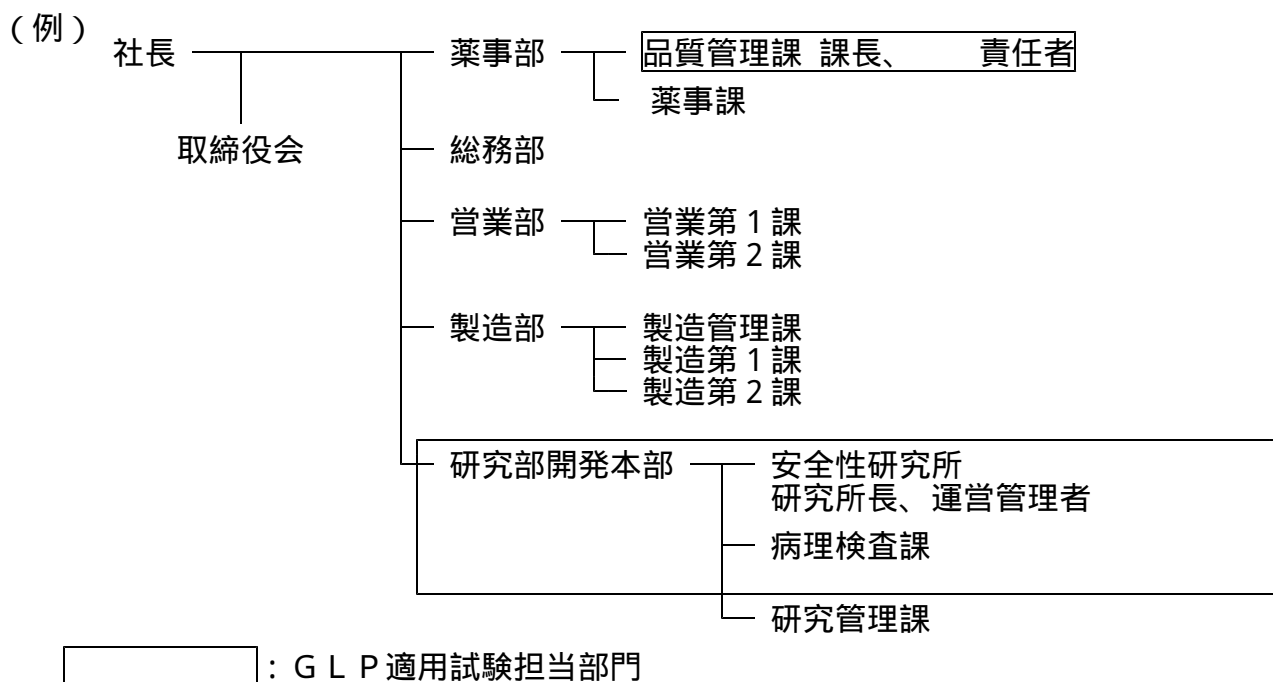 （例）
社長
薬事部
品質管理課 課長、　　責任者
薬事課
取締役会
総務部
営業部
営業第１課
営業第２課
製造部
製造管理課
製造第１課
製造第２課
研究部開発本部
安全性研究所
研究所長、運営管理者
病理検査課
研究管理課
：ＧＬＰ適用試験担当部門